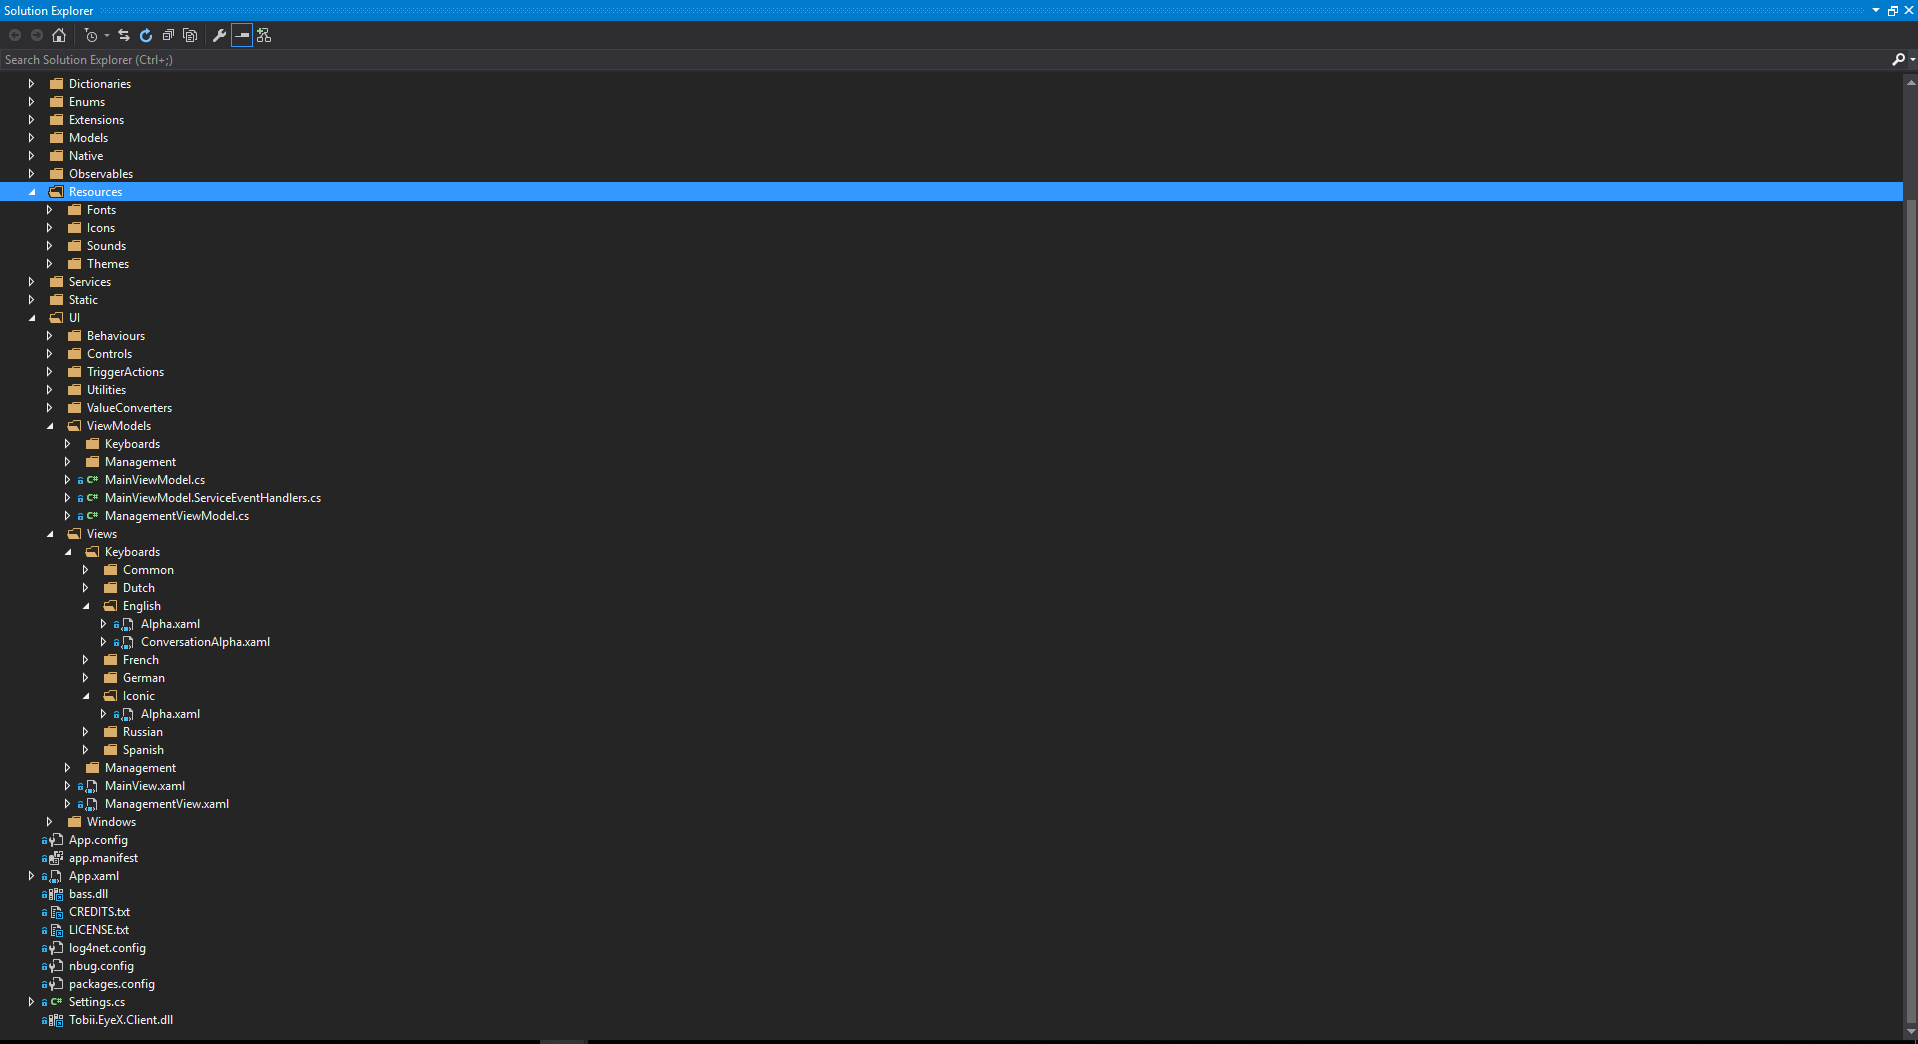 Solution Explorer
Search Solution Explorer (Ctrl+;)
Dictionaries
Enums
Extensions
Models
Native
Observables
Resources
Fonts
Icons
Sounds
Themes
Services
Static
UI
Behaviours
Controls
TriggerActions
Utilities
ValueConverters
ViewModels
Keyboards
Management
C# MainViewModel.cs
C# MainViewModel.ServiceEventHandlers.cs
C# ManagementViewModel.cs
Views
Keyboards
Common
Dutch
English
Alpha.xaml
ConversationAlpha.xaml
French
German
Iconic
Alpha.xaml
Russian
Spanish
Management
MainView.xaml
ManagementView.xaml
Windows
App.config
app.manifest
App.xaml
bass.dll
CREDITS.txt
LICENSE.txt
log4net.config
nbug.config
packages.config
C# Settings.cs
Tobii.EyeX.Client.dll